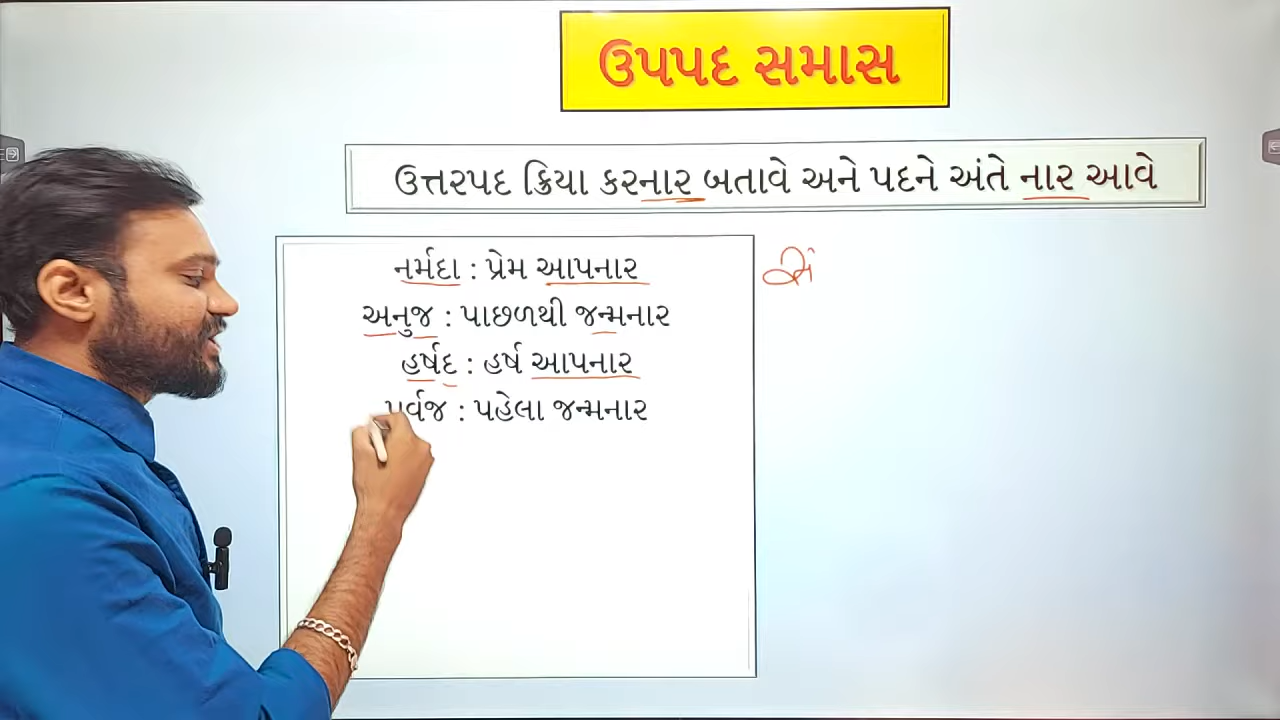 ઉપપદ સમાસ
ઉત્તરપદ ક્રિયા કરનાર બતાવે અને પદને અંતે નાર આવે
નર્મદા : પ્રેમ આપનાર
અનુજ : પાછળથી જન્મનાર
હર્ષદ : હર્ષ આપનાર
: પહેલા જન્મનાર